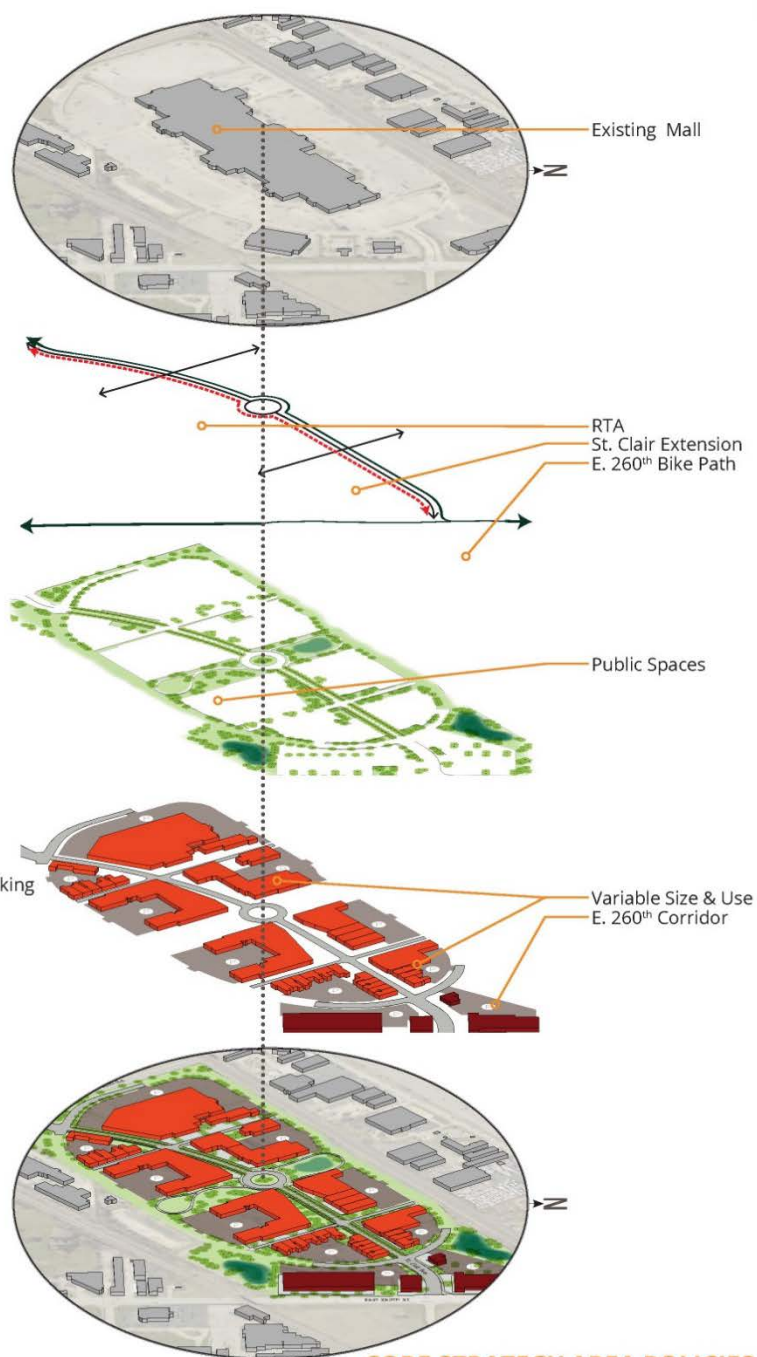 Existing Mall
N
RTA
St. Clair Extension
E. 260th Bike Path
Public Spaces
king
Variable Size & Use
E. 260th Corridor
N